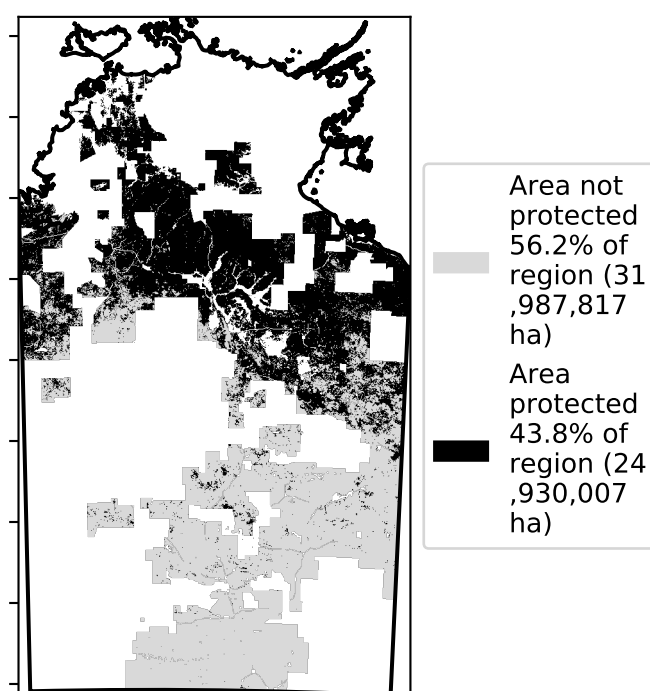 Area not
protected
56.2% of
region (31
,987,817
ha)
Area
protected
43.8% of
region (24
,930,007
ha)